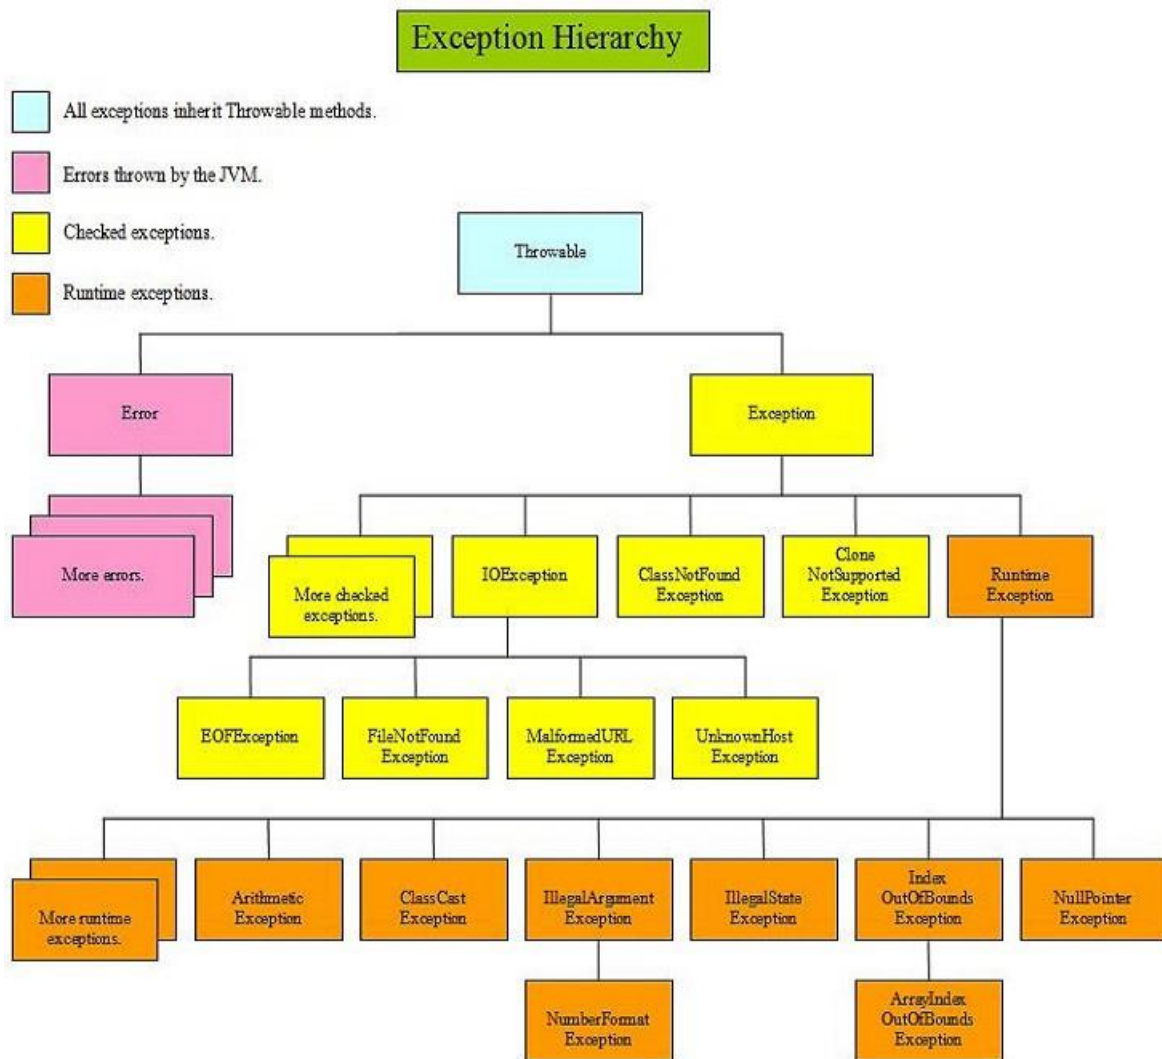 Exception Hierarchy
All exceptions inherit Throwable methods.
Errors thrown by the JVM.
Checked exceptions.
Runtime exceptions.
Throwable
Error
Exception
More errors.
More checked
exceptions.
IOException
ClassNotFound
Exception
Clone
NotSupported
Exception
Runtime
Exception
EOFException
FileNotFound
Exception
MalformedURL
Exception
UnknownHost
Exception
More runtime
exceptions.
Arithmetic
Exception
ClassCast
Exception
IllegalArgument
Exception
IllegalState
Exception
Index
OutOfBounds
Exception
NullPointer
Exception
NumberFormat
Exception
ArrayIndex
OutOfBounds
Exception